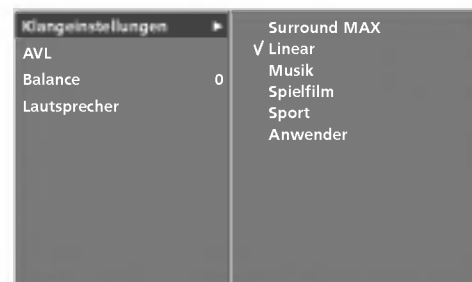 Klangeinstellungen ▶
AVL
Balance 0
Lautsprecher
Surround MAX
√ Linear
Musik
Spielfilm
Sport
Anwender